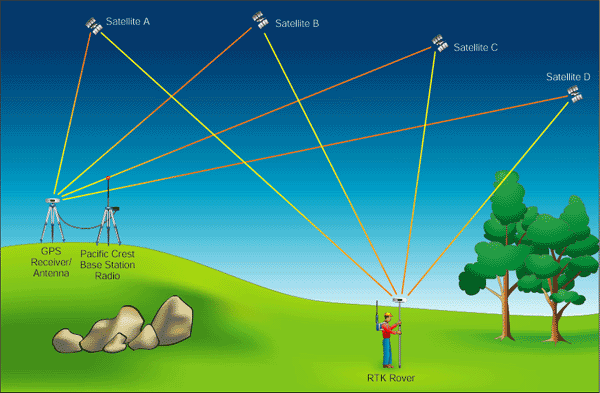 Satellite A
Satellite B
Satellite C
Satellite D
GPS
Receiver/
Antenna
Pacific Crest
Base Station
Radio
RTK Rover